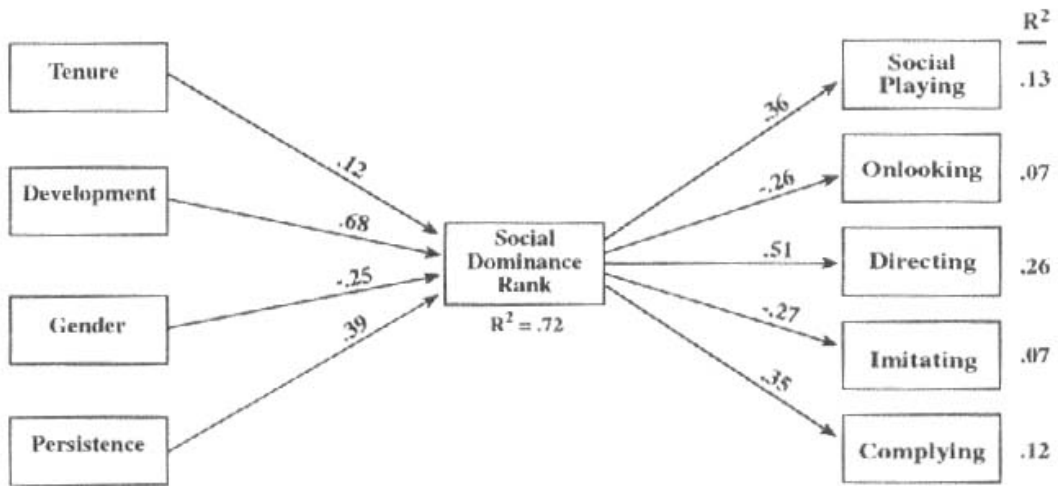 R²
Tenure
Social
Playing
.13
.36
.12
Development
Onlooking
.07
-.26
.68
Social
Dominance
Rank
R² = .72
.51
Directing
.26
-.25
Gender
-.27
Imitating
.07
.39
.35
Persistence
Complying
.12